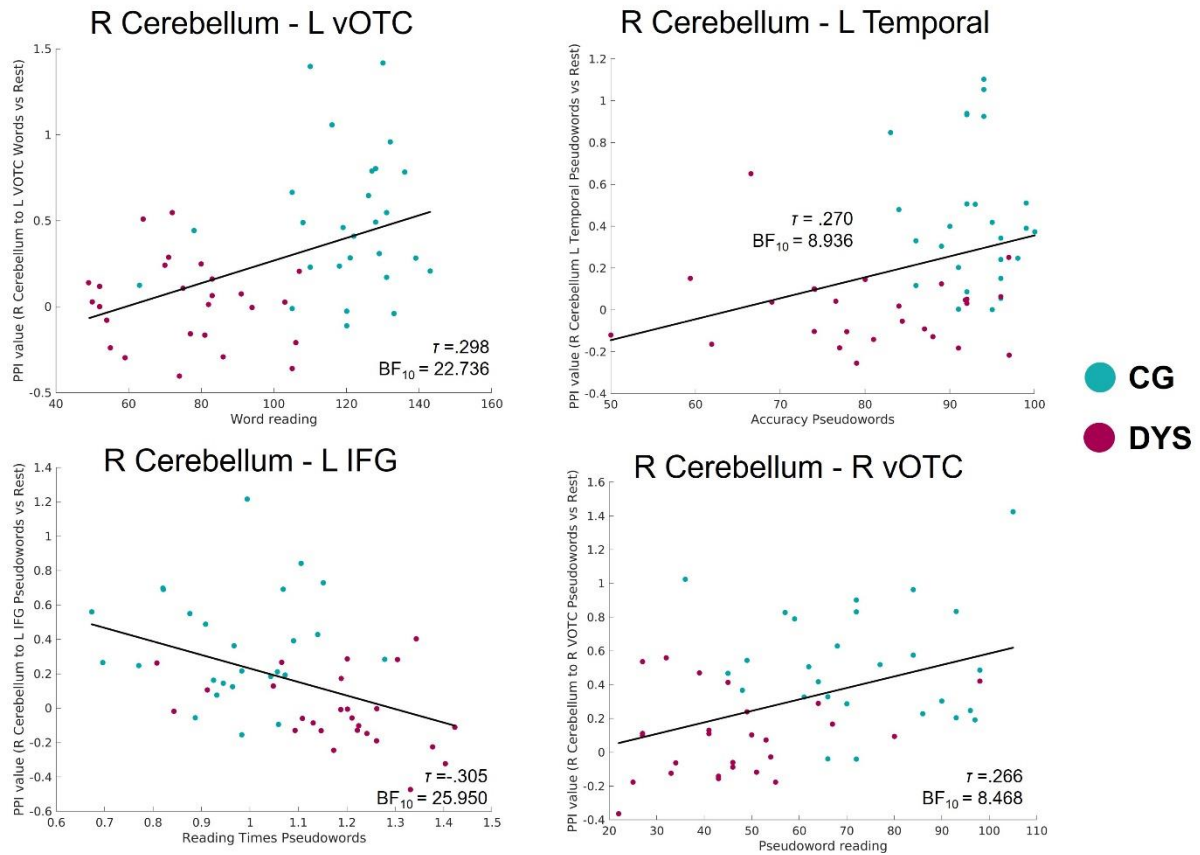 R Cerebellum - L vOTC
PPI value (R Cerebellum to L VOTC Words vs Rest)
1.5
1
0.5
0
-0.5
τ =.298
BF₁₀ = 22.736
40 60 80 100 120 140 160
Word reading
R Cerebellum - L Temporal
PPI value (R Cerebellum L Temporal Pseudowords vs Rest)
1.2
1
0.8
0.6
0.4
0.2
0
-0.2
-0.4
τ = .270
BF₁₀ = 8.936
50 60 70 80 90 100
Accuracy Pseudowords
CG
DYS
R Cerebellum - L IFG
PPI value (R Cerebellum to L IFG Pseudowords vs Rest)
1.4
1.2
1
0.8
0.6
0.4
0.2
0
-0.2
-0.4
-0.6
τ =-.305
BF₁₀ = 25.950
0.6 0.7 0.8 0.9 1 1.1 1.2 1.3 1.4 1.5
Reading Times Pseudowords
R Cerebellum - R vOTC
PPI value (R Cerebellum to R VOTC Pseudowords vs Rest)
1.6
1.4
1.2
1
0.8
0.6
0.4
0.2
0
-0.2
-0.4
τ =.266
BF₁₀ = 8.468
20 30 40 50 60 70 80 90 100 110
Pseudoword reading